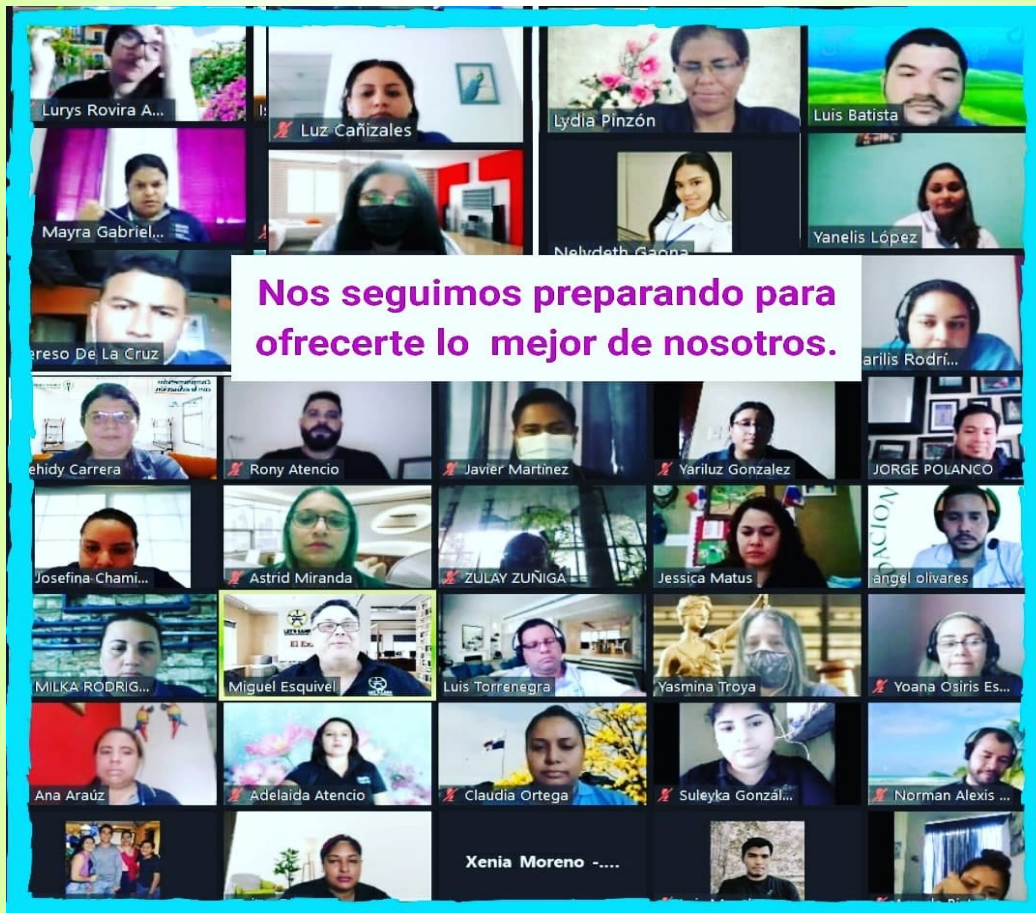 Lurys Rovira A...
Luz Cañizales
Lydia Pinzón
Luis Batista
Mayra Gabriel...
Nelydeth Gaona
Yanelis López
Nos seguimos preparando para
ofrecerte lo mejor de nosotros.
ereso De La Cruz
arilis Rodrí...
ehidy Carrera
Rony Atencio
Javier Martínez
Yariluz Gonzalez
JORGE POLANCO
Josefina Chami...
Astrid Miranda
ZULAY ZUÑIGA
Jessica Matus
angel olivares
MILKA RODRIG...
Miguel Esquivel
Luis Torrenegra
Yasmina Troya
Yoana Osiris Es...
Ana Araúz
Adelaida Atencio
Claudia Ortega
Suleyka Gonzál...
Norman Alexis ...
Xenia Moreno -....